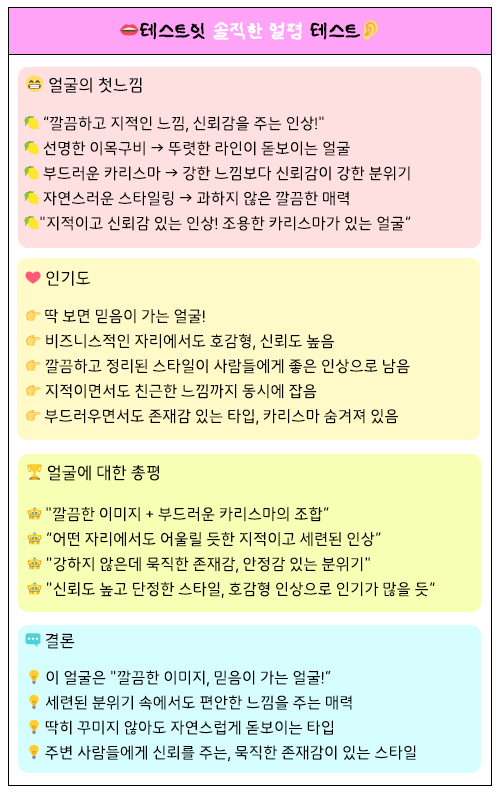 테스트헛 솔직한 얼평 테스트
얼굴의 첫느낌
“깔끔하고 지적인 느낌, 신뢰감을 주는 인상!"
선명한 이목구비 → 뚜렷한 라인이 돋보이는 얼굴
부드러운 카리스마 → 강한 느낌보다 신뢰감이 강한 분위기
자연스러운 스타일링 → 과하지 않은 깔끔한 매력
"지적이고 신뢰감 있는 인상! 조용한 카리스마가 있는 얼굴”
인기도
딱 보면 믿음이 가는 얼굴!
비즈니스적인 자리에서도 호감형, 신뢰도 높음
깔끔하고 정리된 스타일이 사람들에게 좋은 인상으로 남음
지적이면서도 친근한 느낌까지 동시에 잡음
부드러우면서도 존재감 있는 타입, 카리스마 숨겨져 있음
얼굴에 대한 총평
"깔끔한 이미지 + 부드러운 카리스마의 조합”
“어떤 자리에서도 어울릴 듯한 지적이고 세련된 인상”
"강하지 않은데 묵직한 존재감, 안정감 있는 분위기"
"신뢰도 높고 단정한 스타일, 호감형 인상으로 인기가 많을 듯”
결론
이 얼굴은 "깔끔한 이미지, 믿음이 가는 얼굴!”
세련된 분위기 속에서도 편안한 느낌을 주는 매력
딱히 꾸미지 않아도 자연스럽게 돋보이는 타입
주변 사람들에게 신뢰를 주는, 묵직한 존재감이 있는 스타일